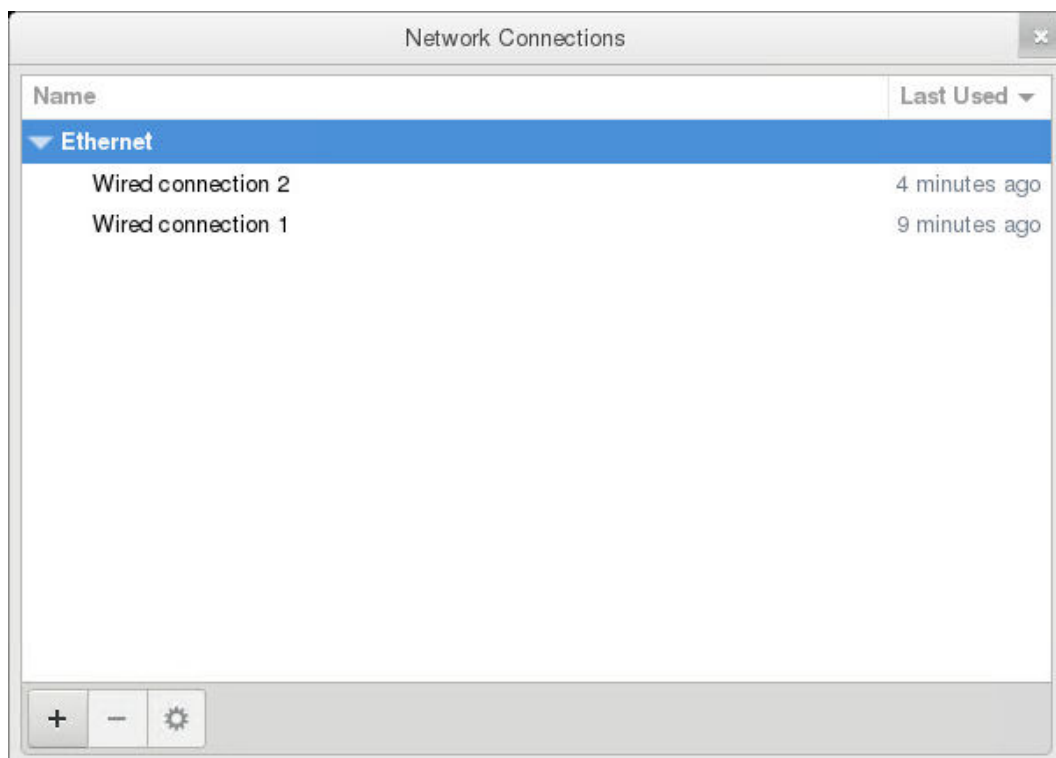 Network Connections
Name Last Used
Ethernet
Wired connection 2 4 minutes ago
Wired connection 1 9 minutes ago